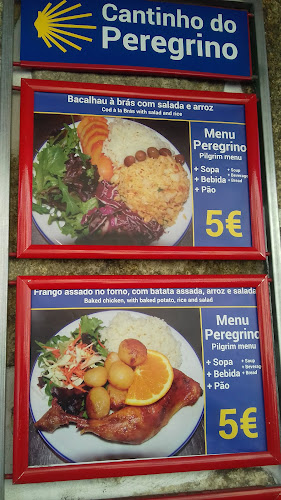 Cantinho do
Peregrino
Bacalhau à brás com salada e arroz
Cod à la Brás with salad and rice
Menu
Peregrino
Pilgrim menu
+ Sopa + Soup
+ Bebida + Beverage
+ Pão + Bread
5€
Frango assado no forno, com batata assada, arroz e salada
Baked chicken, with baked potato, rice and salad
Menu
Peregrino
Pilgrim menu
+ Sopa + Soup
+ Bebida + Beverage
+ Pão + Bread
5€